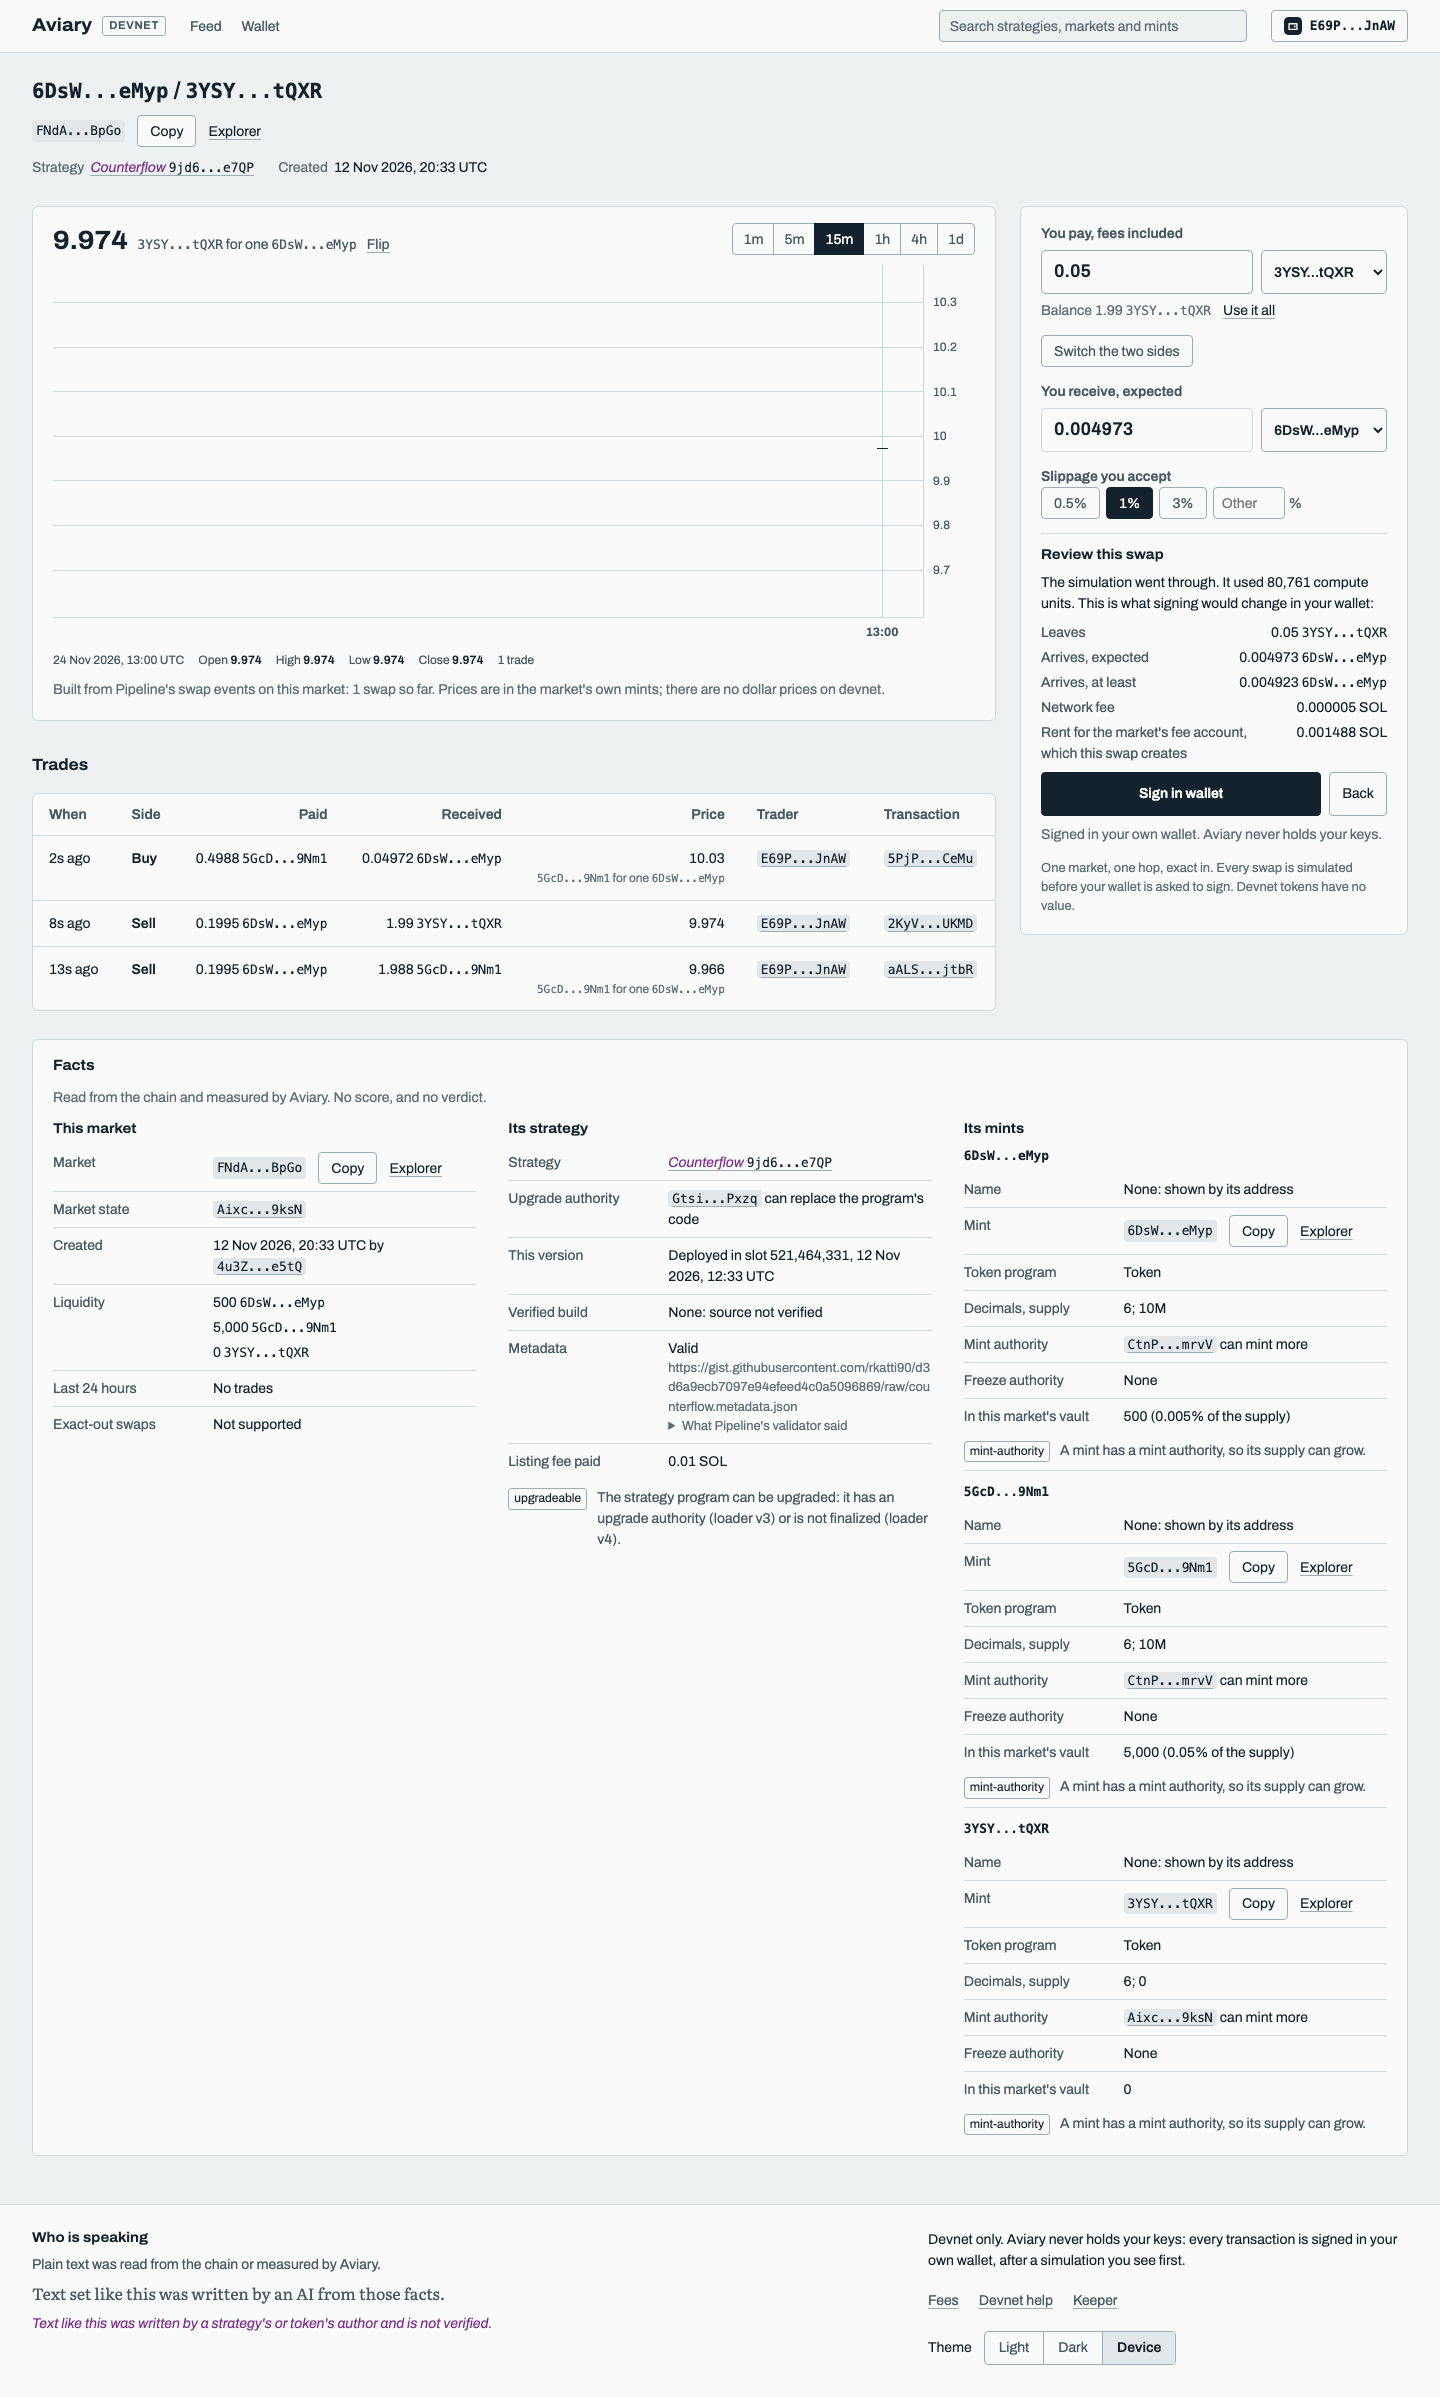 Aviary DEVNET Feed Wallet Search strategies, markets and mints E69P...JnAW
6DsW...eMyp / 3YSY...tQXR
FNdA...BpGo Copy Explorer
Strategy Counterflow 9jd6...e7QP Created 12 Nov 2026, 20:33 UTC
9.974 3YSY...tQXR for one 6DsW...eMyp Flip 1m 5m 15m 1h 4h 1d
10.3
10.2
10.1
10
9.9
9.8
9.7
13:00
24 Nov 2026, 13:00 UTC Open 9.974 High 9.974 Low 9.974 Close 9.974 1 trade
Built from Pipeline's swap events on this market: 1 swap so far. Prices are in the market's own mints; there are no dollar prices on devnet.
You pay, fees included
0.05 3YSY...tQXR
Balance 1.99 3YSY...tQXR Use it all
Switch the two sides
You receive, expected
0.004973 6DsW...eMyp
Slippage you accept
0.5% 1% 3% Other %
Review this swap
The simulation went through. It used 80,761 compute
units. This is what signing would change in your wallet:
Leaves 0.05 3YSY...tQXR
Arrives, expected 0.004973 6DsW...eMyp
Arrives, at least 0.004923 6DsW...eMyp
Network fee 0.000005 SOL
Rent for the market's fee account, 0.001488 SOL
which this swap creates
Sign in wallet Back
Signed in your own wallet. Aviary never holds your keys.
One market, one hop, exact in. Every swap is simulated
before your wallet is asked to sign. Devnet tokens have no
value.
Trades
When Side Paid Received Price Trader Transaction
2s ago Buy 0.4988 5GcD...9Nm1 0.04972 6DsW...eMyp 10.03 E69P...JnAW 5PjP...CeMu
5GcD...9Nm1 for one 6DsW...eMyp
8s ago Sell 0.1995 6DsW...eMyp 1.99 3YSY...tQXR 9.974 E69P...JnAW 2KyV...UKMD
13s ago Sell 0.1995 6DsW...eMyp 1.988 5GcD...9Nm1 9.966 E69P...JnAW aALS...jtbR
5GcD...9Nm1 for one 6DsW...eMyp
Facts
Read from the chain and measured by Aviary. No score, and no verdict.
This market
Market FNdA...BpGo Copy Explorer
Market state Aixc...9ksN
Created 12 Nov 2026, 20:33 UTC by
4u3Z...e5tQ
Liquidity 500 6DsW...eMyp
5,000 5GcD...9Nm1
0 3YSY...tQXR
Last 24 hours No trades
Exact-out swaps Not supported
Its strategy
Strategy Counterflow 9jd6...e7QP
Upgrade authority Gtsi...Pxzq can replace the program's
code
This version Deployed in slot 521,464,331, 12 Nov
2026, 12:33 UTC
Verified build None: source not verified
Metadata Valid
https://gist.githubusercontent.com/rkatti90/d3
d6a9ecb7097e94efeed4c0a5096869/raw/cou
nterflow.metadata.json
▶ What Pipeline's validator said
Listing fee paid 0.01 SOL
upgradeable The strategy program can be upgraded: it has an
upgrade authority (loader v3) or is not finalized (loader
v4).
Its mints
6DsW...eMyp
Name None: shown by its address
Mint 6DsW...eMyp Copy Explorer
Token program Token
Decimals, supply 6; 10M
Mint authority CtnP...mrvV can mint more
Freeze authority None
In this market's vault 500 (0.005% of the supply)
mint-authority A mint has a mint authority, so its supply can grow.
5GcD...9Nm1
Name None: shown by its address
Mint 5GcD...9Nm1 Copy Explorer
Token program Token
Decimals, supply 6; 10M
Mint authority CtnP...mrvV can mint more
Freeze authority None
In this market's vault 5,000 (0.05% of the supply)
mint-authority A mint has a mint authority, so its supply can grow.
3YSY...tQXR
Name None: shown by its address
Mint 3YSY...tQXR Copy Explorer
Token program Token
Decimals, supply 6; 0
Mint authority Aixc...9ksN can mint more
Freeze authority None
In this market's vault 0
mint-authority A mint has a mint authority, so its supply can grow.
Who is speaking
Plain text was read from the chain or measured by Aviary.
Text set like this was written by an AI from those facts.
Text like this was written by a strategy's or token's author and is not verified.
Devnet only. Aviary never holds your keys: every transaction is signed in your
own wallet, after a simulation you see first.
Fees Devnet help Keeper
Theme Light Dark Device